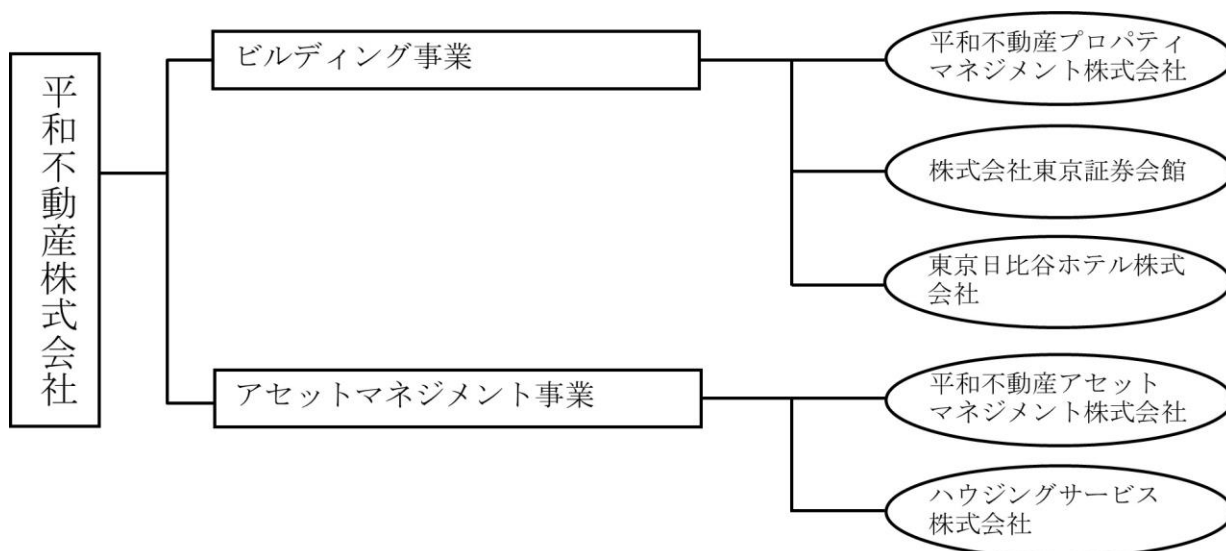 平和不動産株式会社
ビルディング事業
平和不動産プロパティ
マネジメント株式会社
株式会社東京証券会館
東京日比谷ホテル株式
会社
アセットマネジメント事業
平和不動産アセット
マネジメント株式会社
ハウジングサービス
株式会社